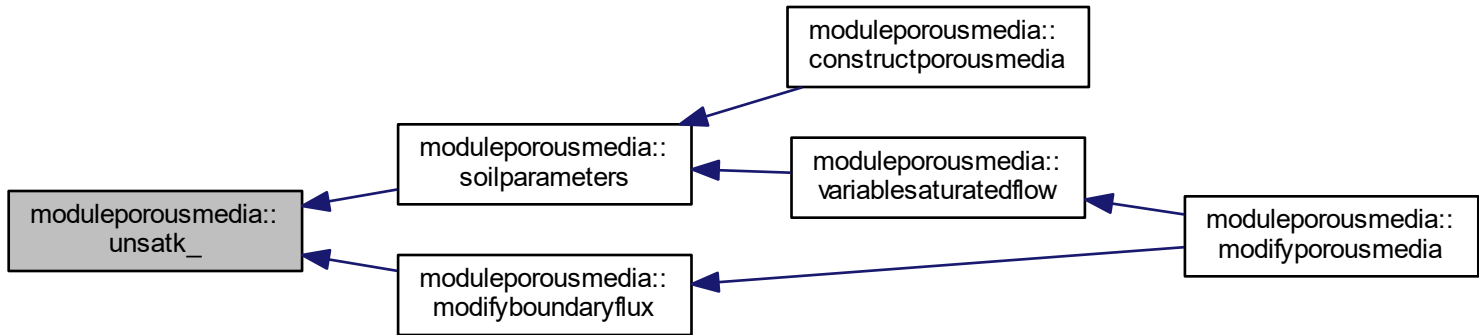 moduleporousmedia::
unsatk_
moduleporousmedia::
soilparameters
moduleporousmedia::
modifyboundaryflux
moduleporousmedia::
constructporousmedia
moduleporousmedia::
variablesaturatedflow
moduleporousmedia::
modifyporousmedia